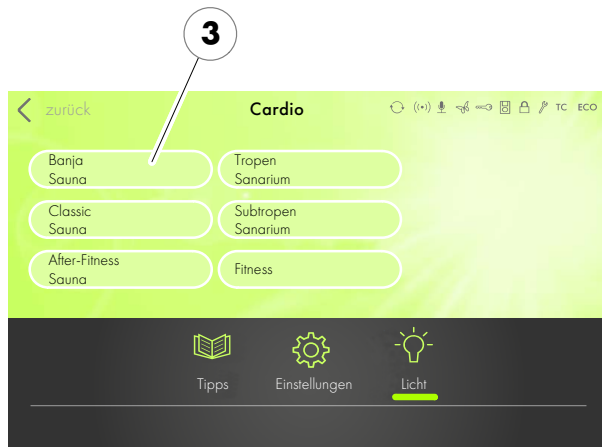 3
zurück
Cardio
TC ECO
Banja
Sauna
Tropen
Sanarium
Classic
Sauna
Subtropen
Sanarium
After-Fitness
Sauna
Fitness
Tipps
Einstellungen
Licht